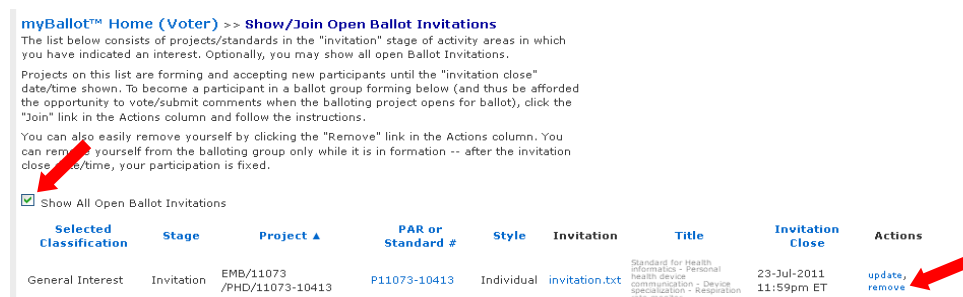 myBallot™ Home (Voter) >> Show/Join Open Ballot Invitations
The list below consists of projects/standards in the "invitation" stage of activity areas in which
you have indicated an interest. Optionally, you may show all open Ballot Invitations.
Projects on this list are forming and accepting new participants until the "invitation close"
date/time shown. To become a participant in a ballot group forming below (and thus be afforded
the opportunity to vote/submit comments when the balloting project opens for ballot), click the
"Join" link in the Actions column and follow the instructions.
You can also easily remove yourself by clicking the "Remove" link in the Actions column. You
can yourself from the balloting group only while it is in formation -- after the invitation
close date/time, your participation is fixed.
Show All Open Ballot Invitations
Selected Classification Stage Project ▲ PAR or Standard # Style Invitation Title Invitation Close Actions
General Interest Invitation EMB/11073 /PHD/11073-10413 P11073-10413 Individual invitation.txt
Standard for Health
informatics - Personal
health device
communication - Device
specialization - Respiration
23-Jul-2011
11:59pm ET
update,
remove